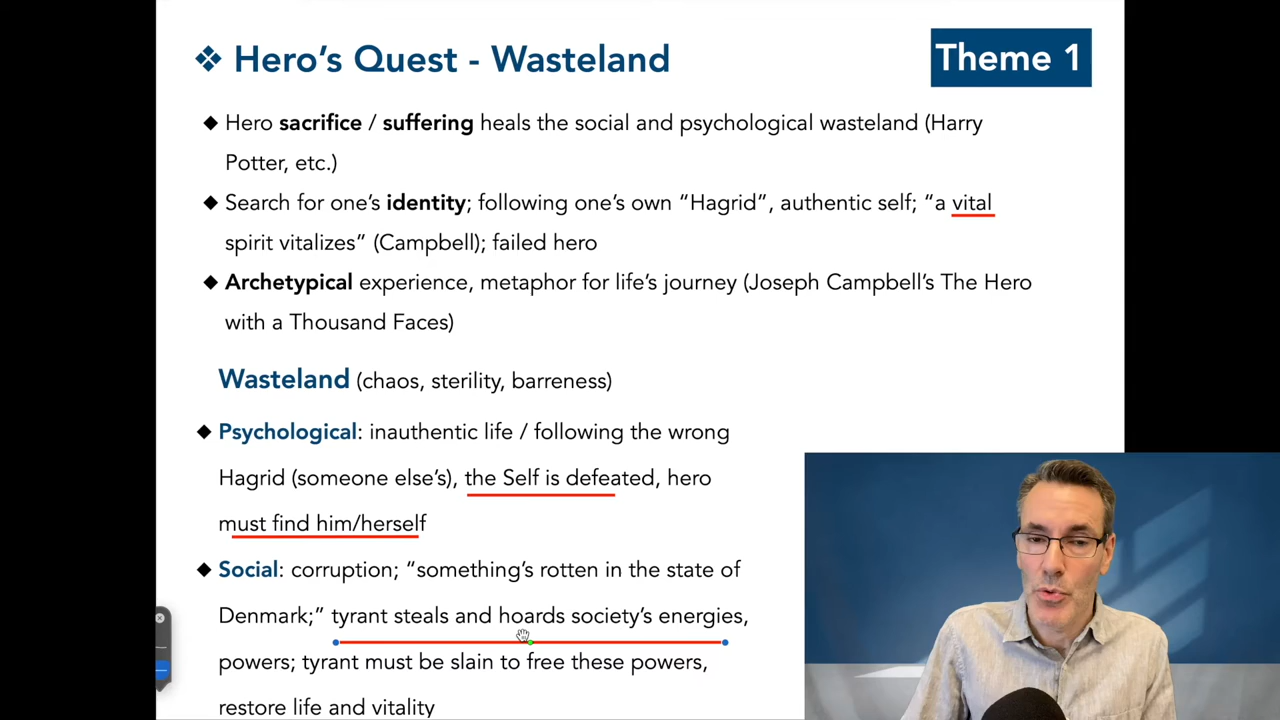 ❖ Hero's Quest - Wasteland
Theme 1
◆ Hero sacrifice / suffering heals the social and psychological wasteland (Harry
Potter, etc.)
◆ Search for one's identity; following one's own "Hagrid", authentic self; "a vital
spirit vitalizes" (Campbell); failed hero
◆ Archetypical experience, metaphor for life's journey (Joseph Campbell's The Hero
with a Thousand Faces)
Wasteland (chaos, sterility, barreness)
◆ Psychological: inauthentic life / following the wrong
Hagrid (someone else's), the Self is defeated, hero
must find him/herself
◆ Social: corruption; "something's rotten in the state of
Denmark;" tyrant steals and hoards society's energies,
powers; tyrant must be slain to free these powers,
restore life and vitality